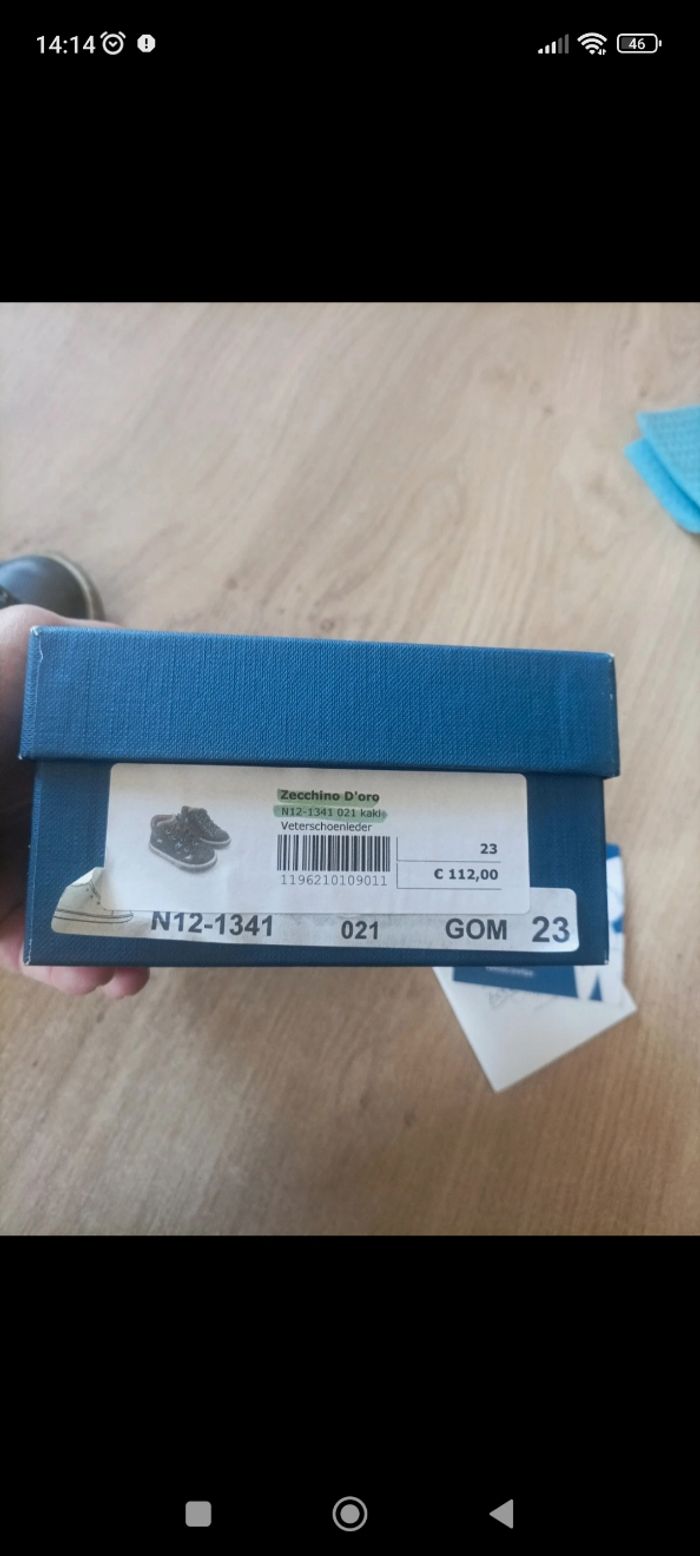 14:14
46
Zecchino D'oro
N12-1341 021 kaki
Veterschoenleder
23
1196210109011
€ 112,00
N12-1341 021 GOM 23